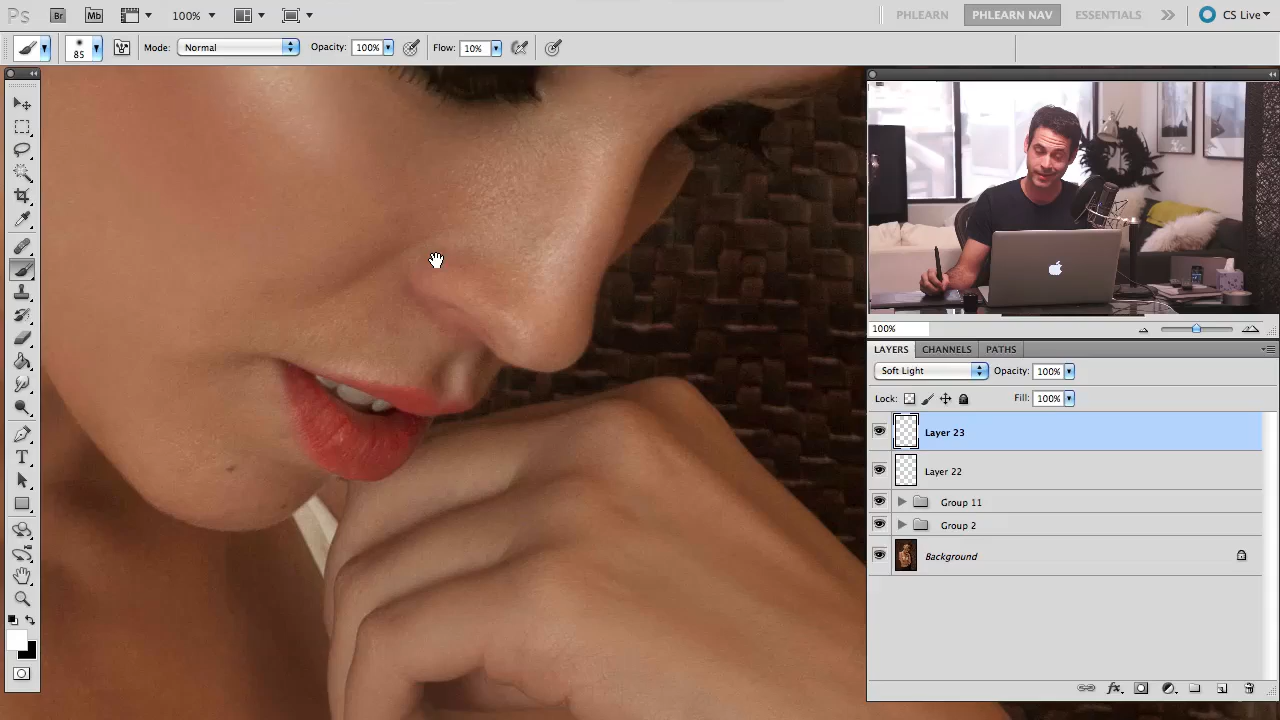 Ps Br Mb 100% PHLEARN PHLEARN NAV ESSENTIALS CS Live
85 Mode: Normal Opacity: 100% Flow: 10%
100%
LAYERS CHANNELS PATHS
Soft Light Opacity: 100%
Lock: Fill: 100%
Layer 23
Layer 22
Group 11
Group 2
Background